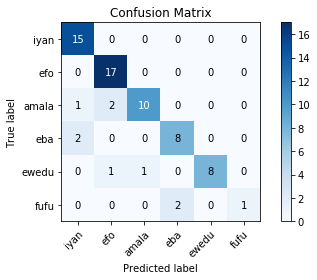 Confusion Matrix
iyan 15 0 0 0 0 0
efo 0 17 0 0 0 0
amala 1 2 10 0 0 0
eba 2 0 0 8 0 0
ewedu 0 1 1 0 8 0
fufu 0 0 0 2 0 1
iyan efo amala eba ewedu fufu
True label
Predicted label
16
14
12
10
8
6
4
2
0